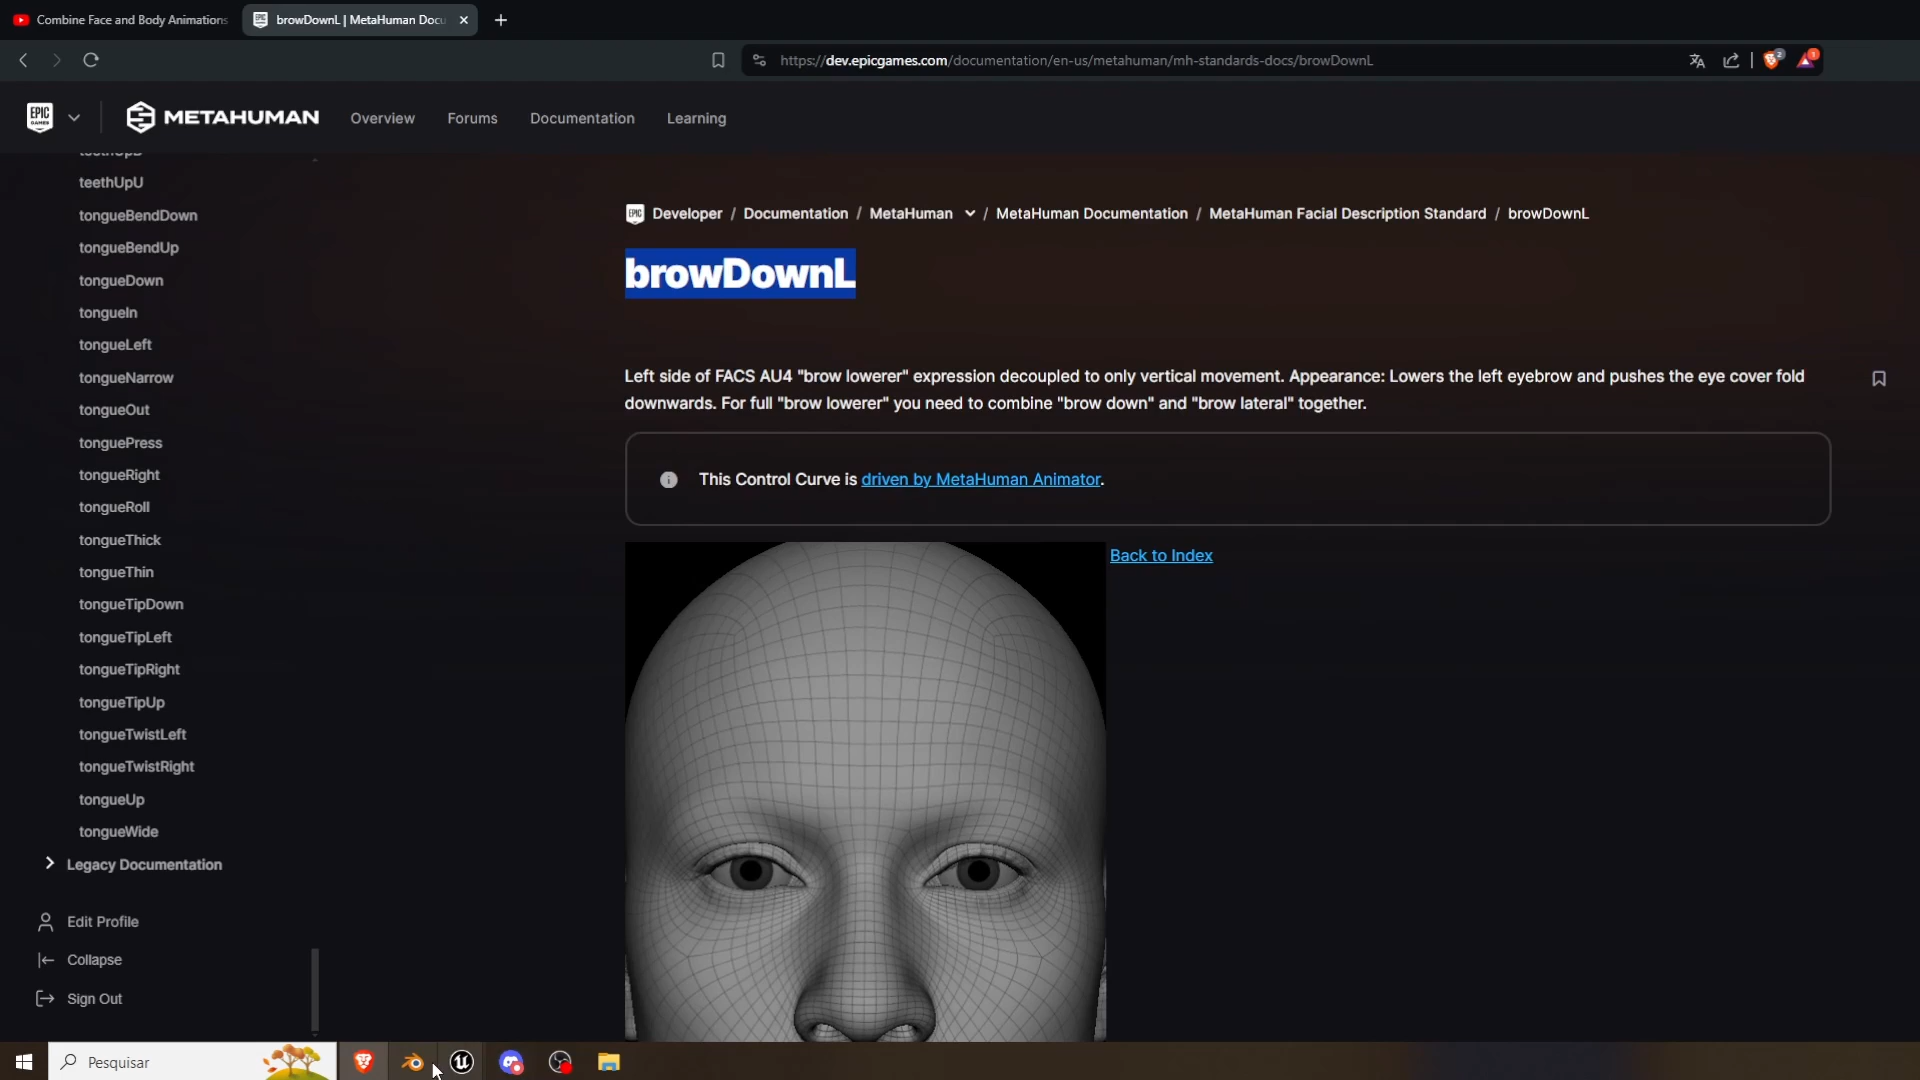 Combine Face and Body Animations
browDownL | MetaHuman Docu
https://dev.epicgames.com/documentation/en-us/metahuman/mh-standards-docs/browDownL
2
1
EPIC GAMES
METAHUMAN
Overview
Forums
Documentation
Learning
teethUpU
tongueBendDown
tongueBendUp
tongueDown
tongueIn
tongueLeft
tongueNarrow
tongueOut
tonguePress
tongueRight
tongueRoll
tongueThick
tongueThin
tongueTipDown
tongueTipLeft
tongueTipRight
tongueTipUp
tongueTwistLeft
tongueTwistRight
tongueUp
tongueWide
Legacy Documentation
Edit Profile
Collapse
Sign Out
Developer / Documentation / MetaHuman / MetaHuman Documentation / MetaHuman Facial Description Standard / browDownL
browDownL
Left side of FACS AU4 "brow lowerer" expression decoupled to only vertical movement. Appearance: Lowers the left eyebrow and pushes the eye cover fold
downwards. For full "brow lowerer" you need to combine "brow down" and "brow lateral" together.
This Control Curve is driven by MetaHuman Animator.
Back to Index
Pesquisar